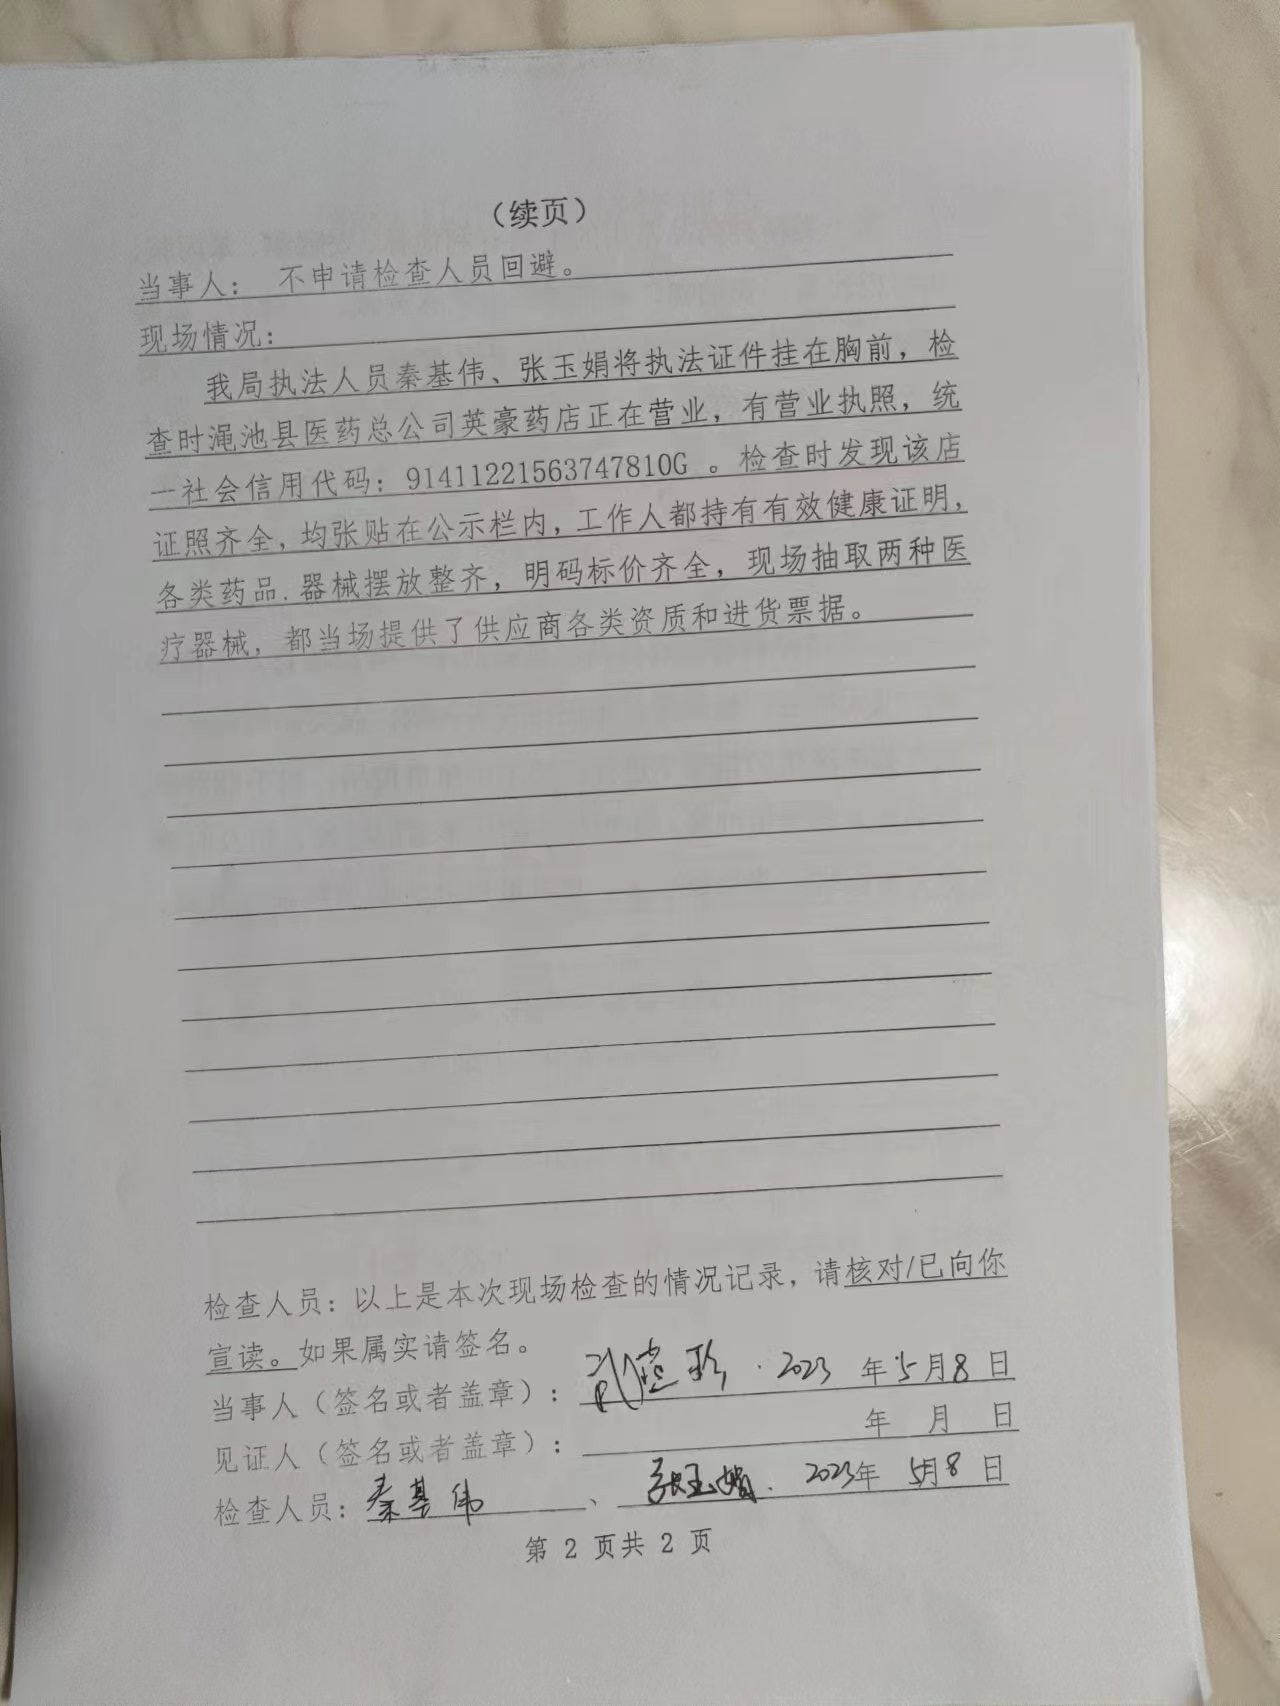 （续页）
当事人： 不申请检查人员回避。
现场情况：
我局执法人员秦基伟、张玉娟将执法证件挂在胸前，检
查时渑池县医药总公司英豪药店正在营业，有营业执照，统
一社会信用代码：91411221563747810G 。检查时发现该店
证照齐全，均张贴在公示栏内，工作人都持有有效健康证明，
各类药品.器械摆放整齐，明码标价齐全，现场抽取两种医
疗器械，都当场提供了供应商各类资质和进货票据。
检查人员：以上是本次现场检查的情况记录，请核对/已向你
宣读。如果属实请签名。
当事人（签名或者盖章）： 2023 年 5月 8 日
见证人（签名或者盖章）： 年 月 日
检查人员：秦基伟 、 张玉娟. 2023年 5月 8 日
第 2 页共 2 页